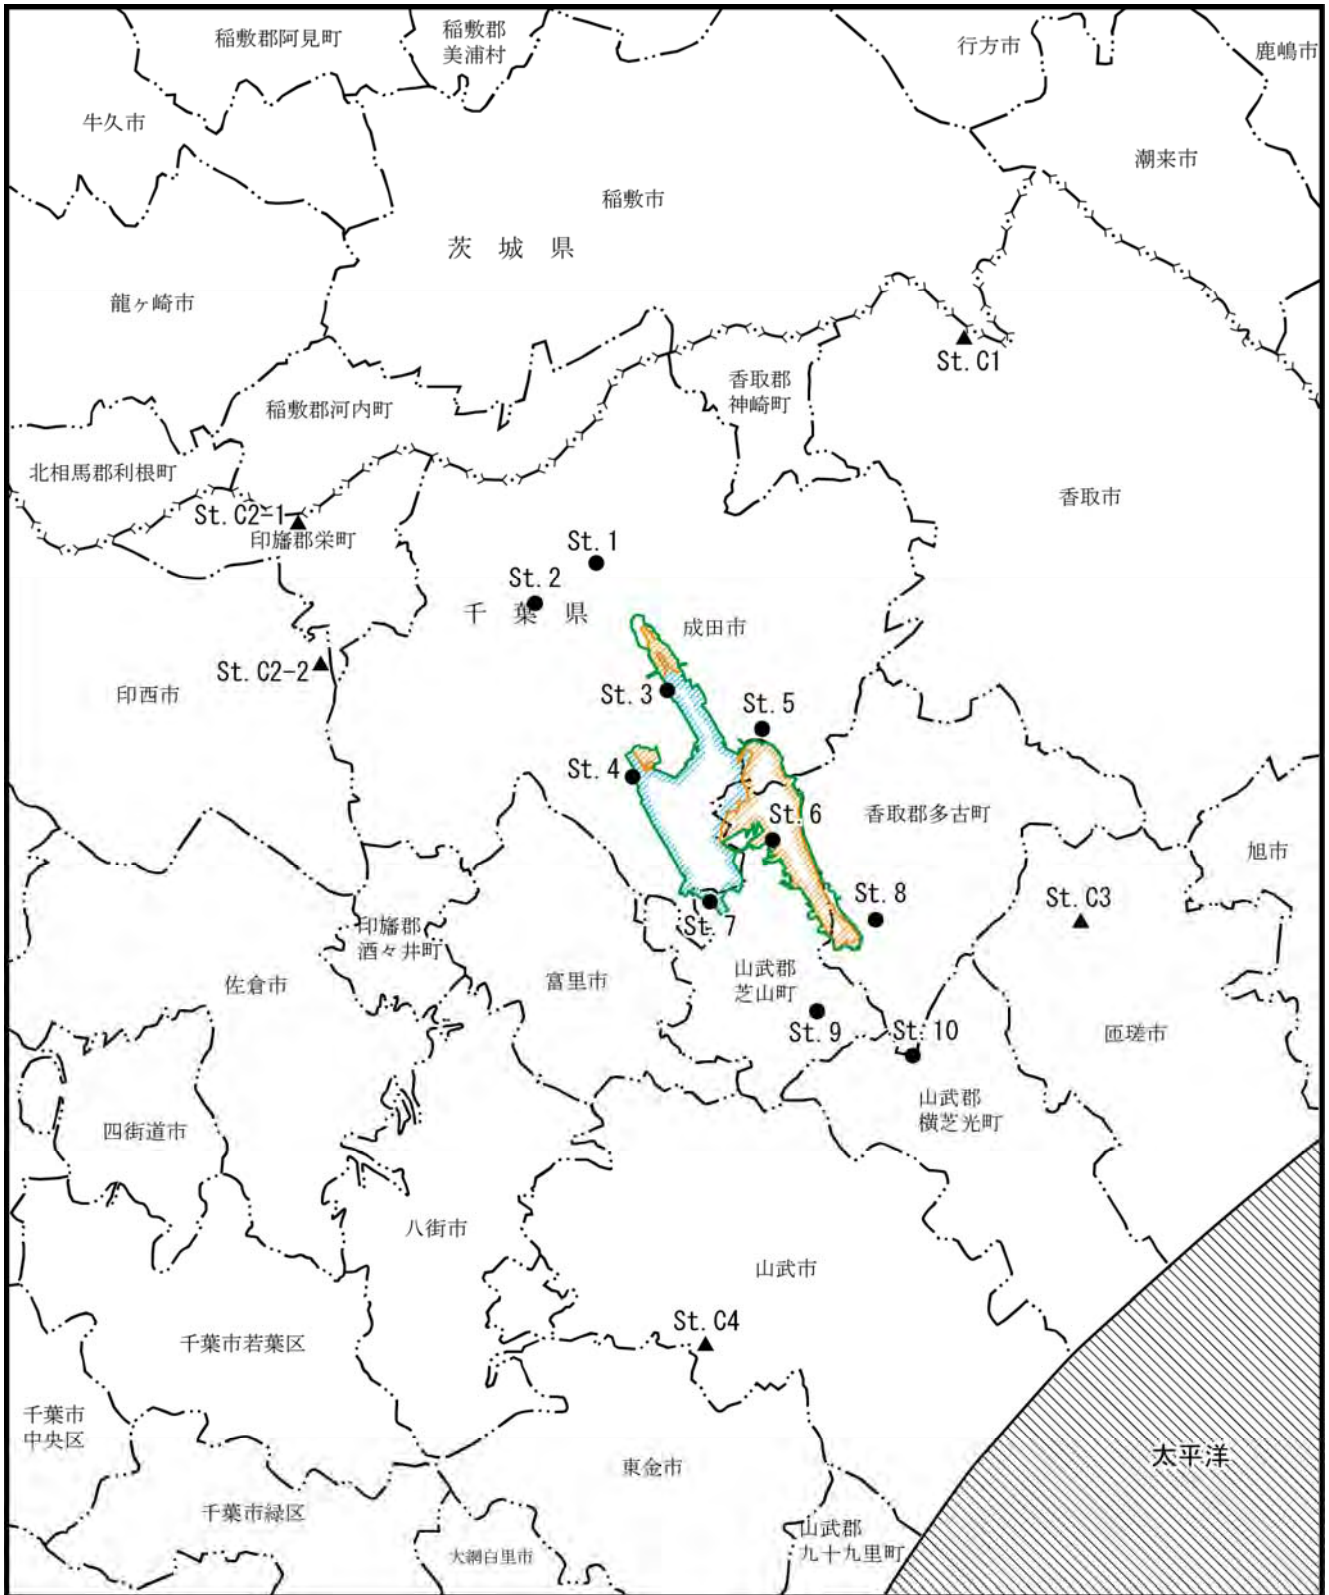 稲敷郡阿見町
稲敷郡
美浦村
行方市
鹿嶋市
牛久市
潮来市
稲敷市
茨 城 県
龍ヶ崎市
St. C1
香取郡
神崎町
稲敷郡河内町
北相馬郡利根町
香取市
St. C2-1
印旛郡栄町
St. 1
St. 2
千 葉 県
成田市
St. C2-2
印西市
St. 3
St. 5
St. 4
St. 6
香取郡多古町
旭市
St. 8
St. C3
St. 7
印旛郡
酒々井町
佐倉市
富里市
山武郡
芝山町
St. 9
St. 10
匝瑳市
山武郡
横芝光町
四街道市
八街市
山武市
St. C4
千葉市若葉区
千葉市
中央区
東金市
太平洋
千葉市緑区
大網白里市
山武郡
九十九里町